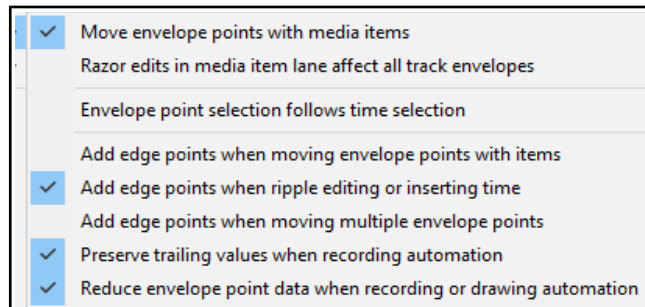 Move envelope points with media items
Razor edits in media item lane affect all track envelopes
Envelope point selection follows time selection
Add edge points when moving envelope points with items
Add edge points when ripple editing or inserting time
Add edge points when moving multiple envelope points
Preserve trailing values when recording automation
Reduce envelope point data when recording or drawing automation